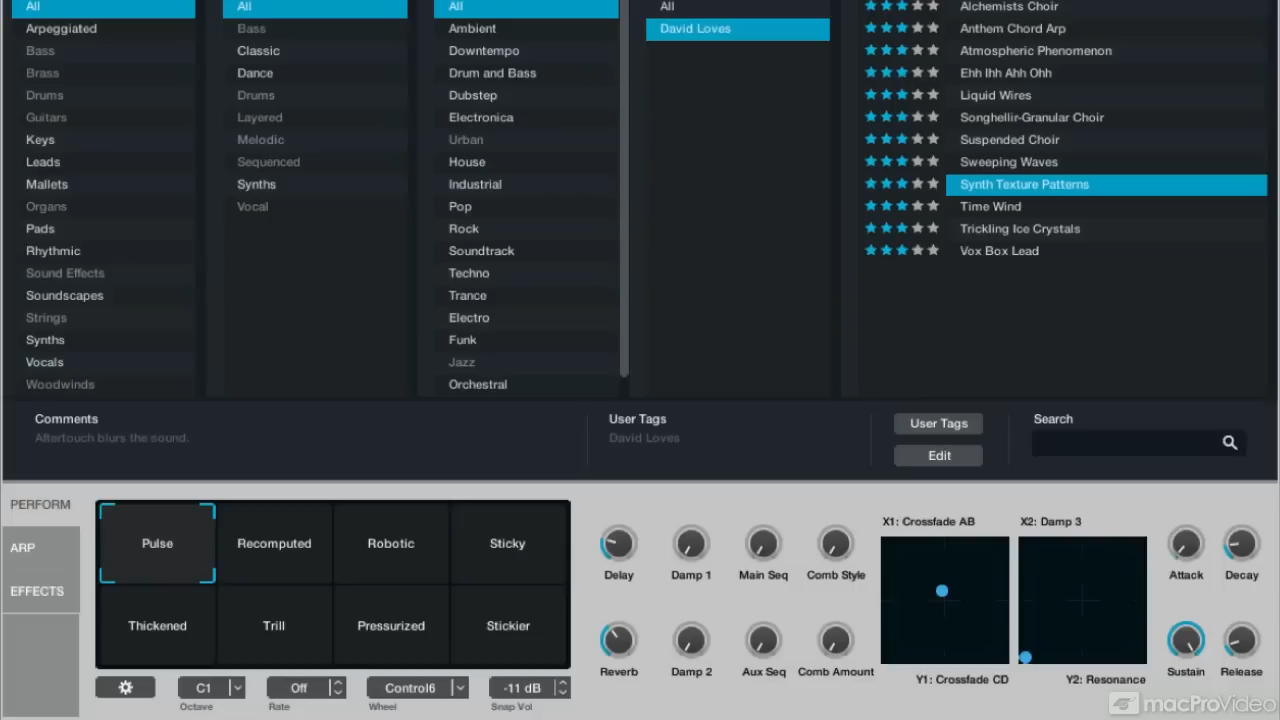 All
Arpeggiated
Bass
Brass
Drums
Guitars
Keys
Leads
Mallets
Organs
Pads
Rhythmic
Sound Effects
Soundscapes
Strings
Synths
Vocals
Woodwinds
All
Bass
Classic
Dance
Drums
Layered
Melodic
Sequenced
Synths
Vocal
All
Ambient
Downtempo
Drum and Bass
Dubstep
Electronica
Urban
House
Industrial
Pop
Rock
Soundtrack
Techno
Trance
Electro
Funk
Jazz
Orchestral
All
David Loves
Alchemists Choir
Anthem Chord Arp
Atmospheric Phenomenon
Ehh Ihh Ahh Ohh
Liquid Wires
Songhellir-Granular Choir
Suspended Choir
Sweeping Waves
Synth Texture Patterns
Time Wind
Trickling Ice Crystals
Vox Box Lead
Comments
Aftertouch blurs the sound.
User Tags
David Loves
User Tags
Edit
Search
PERFORM
ARP
EFFECTS
Pulse
Recomputed
Robotic
Sticky
Thickened
Trill
Pressurized
Stickier
C1
Octave
Off
Rate
Control6
Wheel
-11 dB
Snap Vol
Delay
Damp 1
Main Seq
Comb Style
Reverb
Damp 2
Aux Seq
Comb Amount
X1: Crossfade AB
X2: Damp 3
Y1: Crossfade CD
Y2: Resonance
Attack
Decay
Sustain
Release
macProVideo